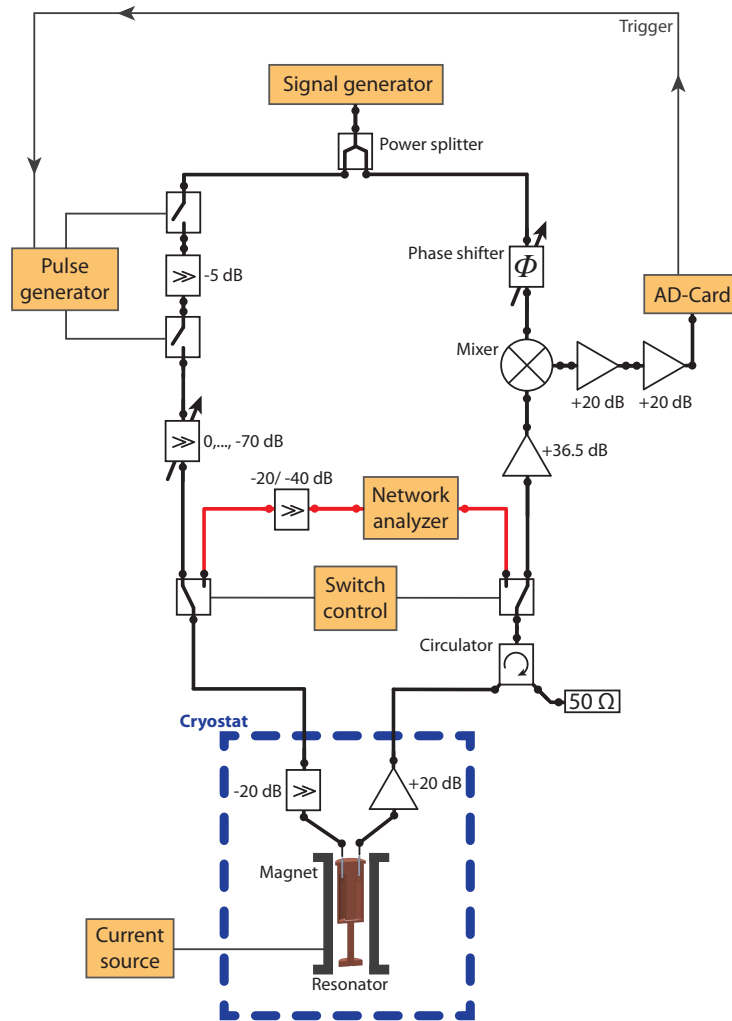 Trigger
Signal generator
Power splitter
Pulse
generator
-5 dB
Phase shifter
Φ
AD-Card
Mixer
+20 dB
+20 dB
0,..., -70 dB
+36.5 dB
-20/ -40 dB
Network
analyzer
Switch
control
Circulator
50 Ω
Cryostat
-20 dB
+20 dB
Magnet
Current
source
Resonator